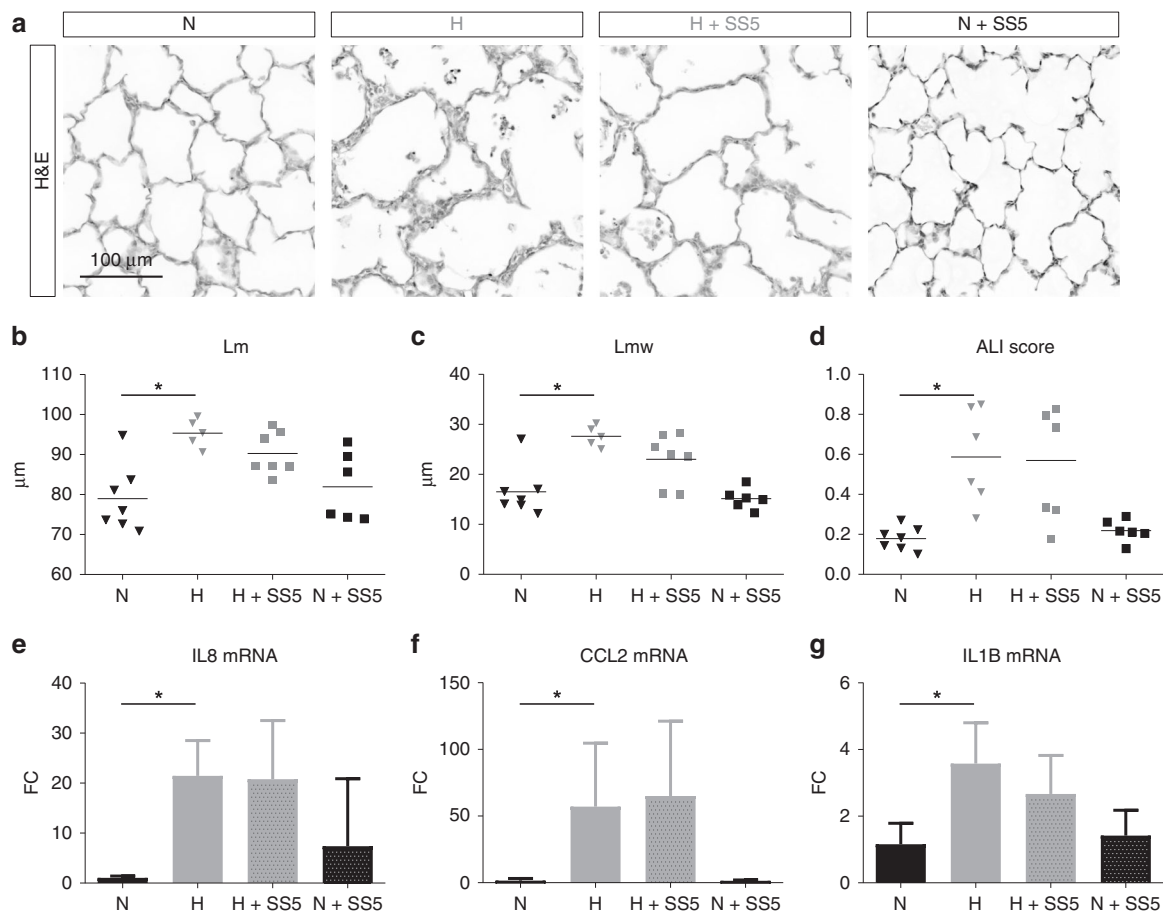 a
N
H
H + SS5
N + SS5
H&E
100 μm
b
Lm
μm
110
100
90
80
70
60
*
N
H
H + SS5
N + SS5
c
Lmw
μm
40
30
20
10
0
*
N
H
H + SS5
N + SS5
d
ALI score
1.0
0.8
0.6
0.4
0.2
0.0
*
N
H
H + SS5
N + SS5
e
IL8 mRNA
FC
40
30
20
10
0
*
N
H
H + SS5
N + SS5
f
CCL2 mRNA
FC
150
100
50
0
*
N
H
H + SS5
N + SS5
g
IL1B mRNA
FC
6
4
2
0
*
N
H
H + SS5
N + SS5